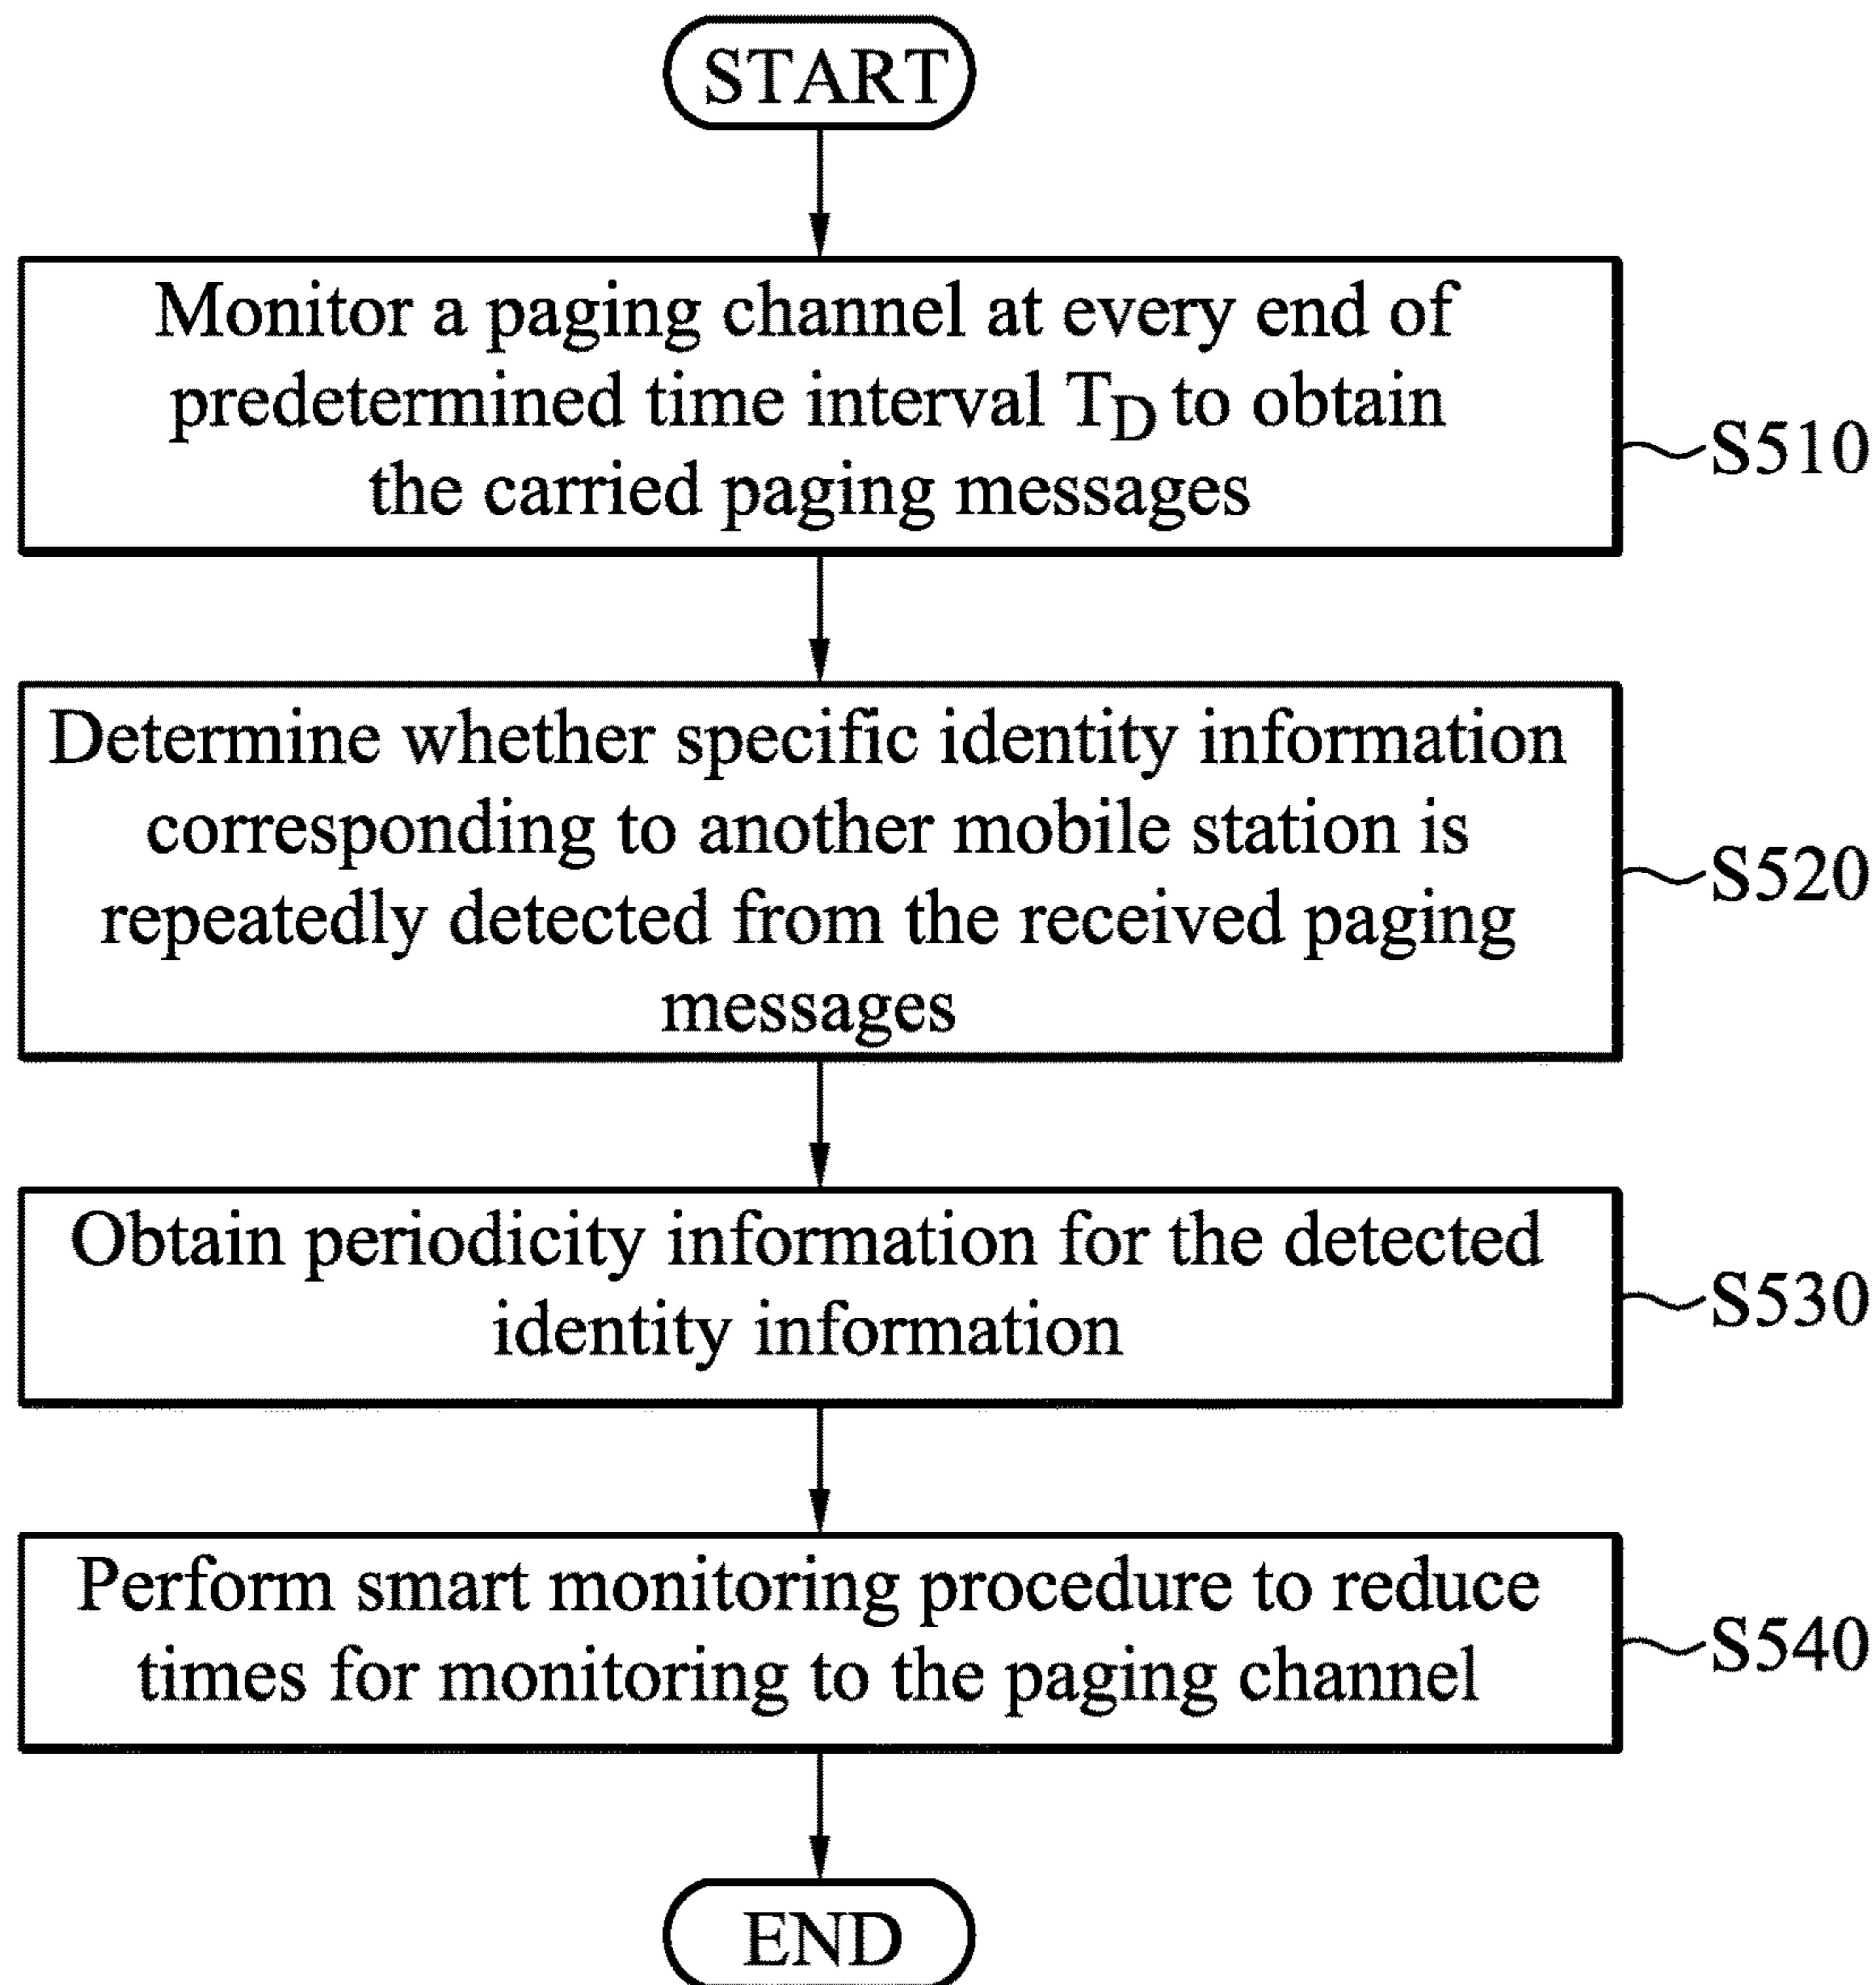 START
Monitor a paging channel at every end of
predetermined time interval TD to obtain
the carried paging messages
S510
Determine whether specific identity information
corresponding to another mobile station is
repeatedly detected from the received paging
messages
S520
Obtain periodicity information for the detected
identity information
S530
Perform smart monitoring procedure to reduce
times for monitoring to the paging channel
S540
END